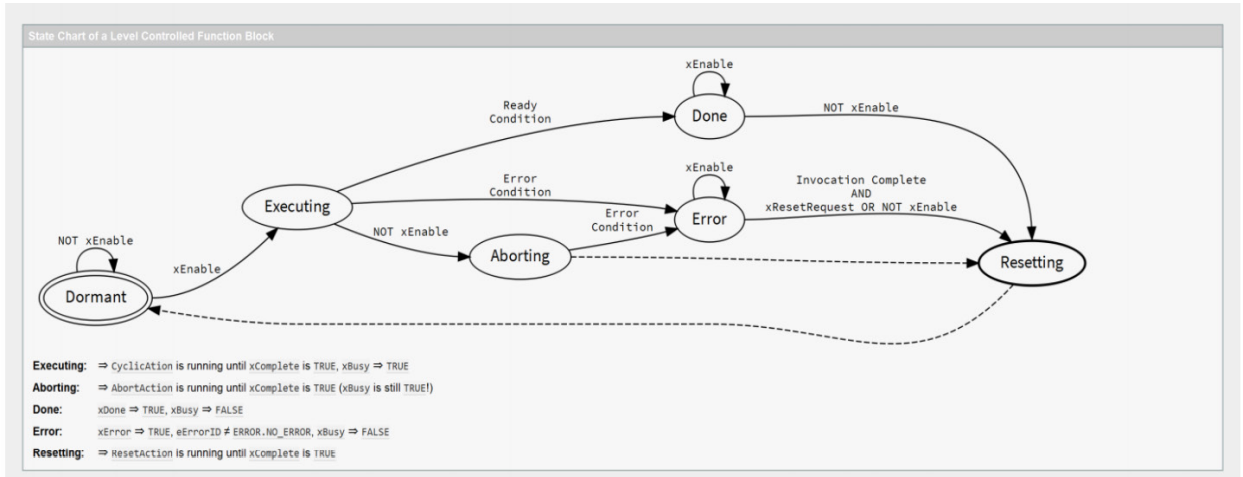 State Chart of a Level Controlled Function Block
xEnable
Done
NOT xEnable
Ready
Condition
xEnable
Error
Condition
Invocation Complete
AND
xResetRequest OR NOT xEnable
Executing
Error
Condition
Error
NOT xEnable
NOT xEnable
Aborting
Resetting
xEnable
Dormant
Executing: ⇒ CyclicAtion is running until xComplete is TRUE, xBusy ⇒ TRUE
Aborting: ⇒ AbortAction is running until xComplete is TRUE (xBusy is still TRUE!)
Done: xDone ⇒ TRUE, xBusy ⇒ FALSE
Error: xError ⇒ TRUE, eErrorID ≠ ERROR.NO_ERROR, xBusy ⇒ FALSE
Resetting: ⇒ ResetAction is running until xComplete is TRUE